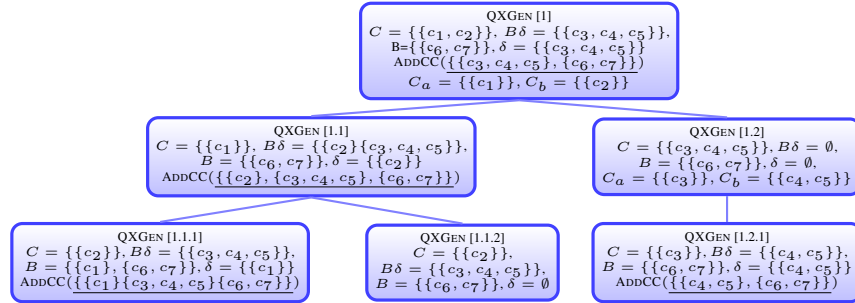 QXGEN [1]
C = {{c1, c2}}, Bδ = {{c3, c4, c5}},
B={{c6, c7}}, δ = {{c3, c4, c5}}
ADDCC({{c3, c4, c5}, {c6, c7}})
Ca = {{c1}}, Cb = {{c2}}
QXGEN [1.1]
C = {{c1}}, Bδ = {{c2}{c3, c4, c5}},
B = {{c6, c7}}, δ = {{c2}}
ADDCC({{c2}, {c3, c4, c5}, {c6, c7}})
QXGEN [1.2]
C = {{c3, c4, c5}}, Bδ = ∅,
B = {{c6, c7}}, δ = ∅,
Ca = {{c3}}, Cb = {{c4, c5}}
QXGEN [1.1.1]
C = {{c2}}, Bδ = {{c3, c4, c5}},
B = {{c1}, {c6, c7}}, δ = {{c1}}
ADDCC({{c1}{c3, c4, c5}{c6, c7}})
QXGEN [1.1.2]
C = {{c2}},
Bδ = {{c3, c4, c5}},
B = {{c6, c7}}, δ = ∅
QXGEN [1.2.1]
C = {{c3}}, Bδ = {{c4, c5}},
B = {{c6, c7}}, δ = {{c4, c5}}
ADDCC({{c4, c5}, {c6, c7}})